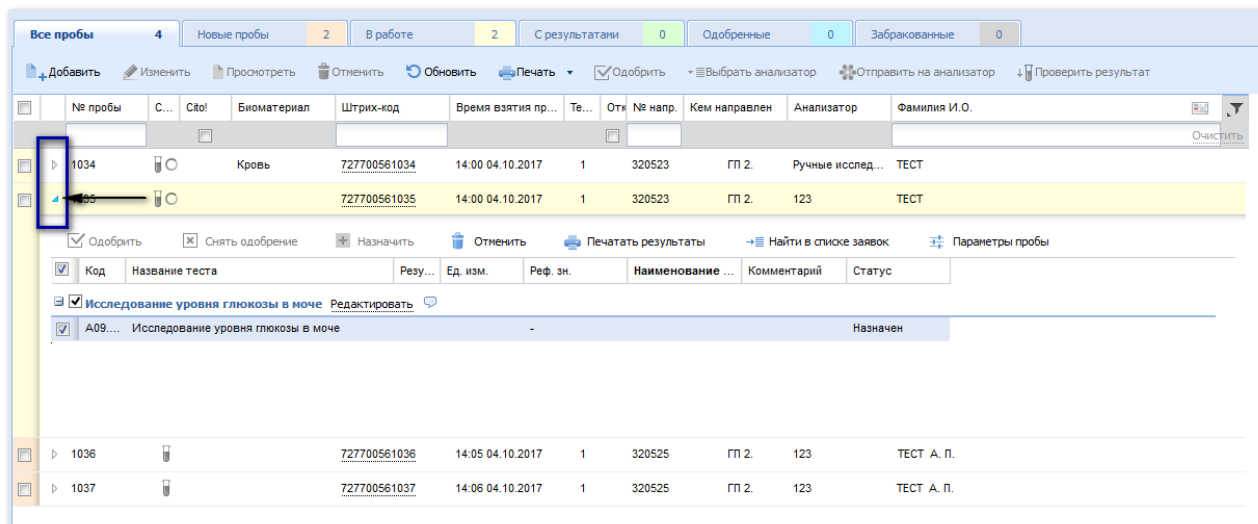 Все пробы 4 Новые пробы 2 В работе 2 С результатами 0 Одобренные 0 Забракованные 0
Добавить Изменить Просмотреть Отменить Обновить Печать Одобрить Выбрать анализатор Отправить на анализатор Проверить результат
№ пробы С... Cito! Биоматериал Штрих-код Время взятия пр... Те... Отк № напр. Кем направлен Анализатор Фамилия И.О.
Очистить
1034 Кровь 727700561034 14:00 04.10.2017 1 320523 ГП 2. Ручные исслед... ТЕСТ
727700561035 14:00 04.10.2017 1 320523 ГП 2. 123 ТЕСТ
Одобрить Снять одобрение Назначить Отменить Печатать результаты Найти в списке заявок Параметры пробы
Код Название теста Резу... Ед. изм. Реф. зн. Наименование ... Комментарий Статус
Исследование уровня глюкозы в моче Редактировать
A09.... Исследование уровня глюкозы в моче - Назначен
1036 727700561036 14:05 04.10.2017 1 320525 ГП 2. 123 ТЕСТ А. П.
1037 727700561037 14:06 04.10.2017 1 320525 ГП 2. 123 ТЕСТ А. П.